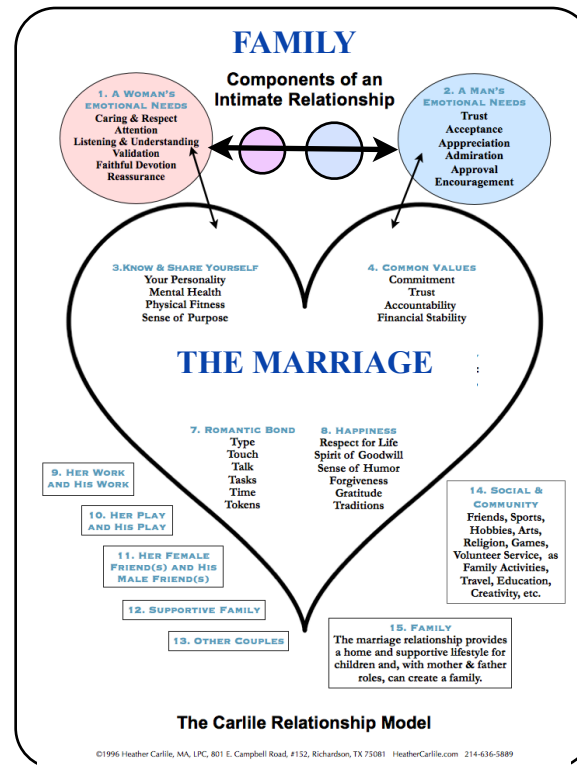 FAMILY
Components of an
Intimate Relationship
1. A Woman's
emotional Needs
Caring & Respect
Attention
Listening & Understanding
Validation
Faithful Devotion
Reassurance
2. A Man's
Emotional Needs
Trust
Acceptance
Apppreciation
Admiration
Approval
Encouragement
3.Know & Share Yourself
Your Personality
Mental Health
Physical Fitness
Sense of Purpose
4. Common Values
Commitment
Trust
Accountability
Financial Stability
THE MARRIAGE
7. Romantic Bond
Type
Touch
Talk
Tasks
Time
Tokens
8. Happiness
Respect for Life
Spirit of Goodwill
Sense of Humor
Forgiveness
Gratitude
Traditions
9. Her Work
and His Work
10. Her Play
and His Play
11. Her Female
Friend(s) and His
Male Friend(s)
12. Supportive Family
13. Other Couples
14. Social &
Community
Friends, Sports,
Hobbies, Arts,
Religion, Games,
Volunteer Service, as
Family Activities,
Travel, Education,
Creativity, etc.
15. Family
The marriage relationship provides
a home and supportive lifestyle for
children and, with mother & father
roles, can create a family.
The Carlile Relationship Model
©1996 Heather Carlile, MA, LPC, 801 E. Campbell Road, #152, Richardson, TX 75081 HeatherCarlile.com 214-636-5889